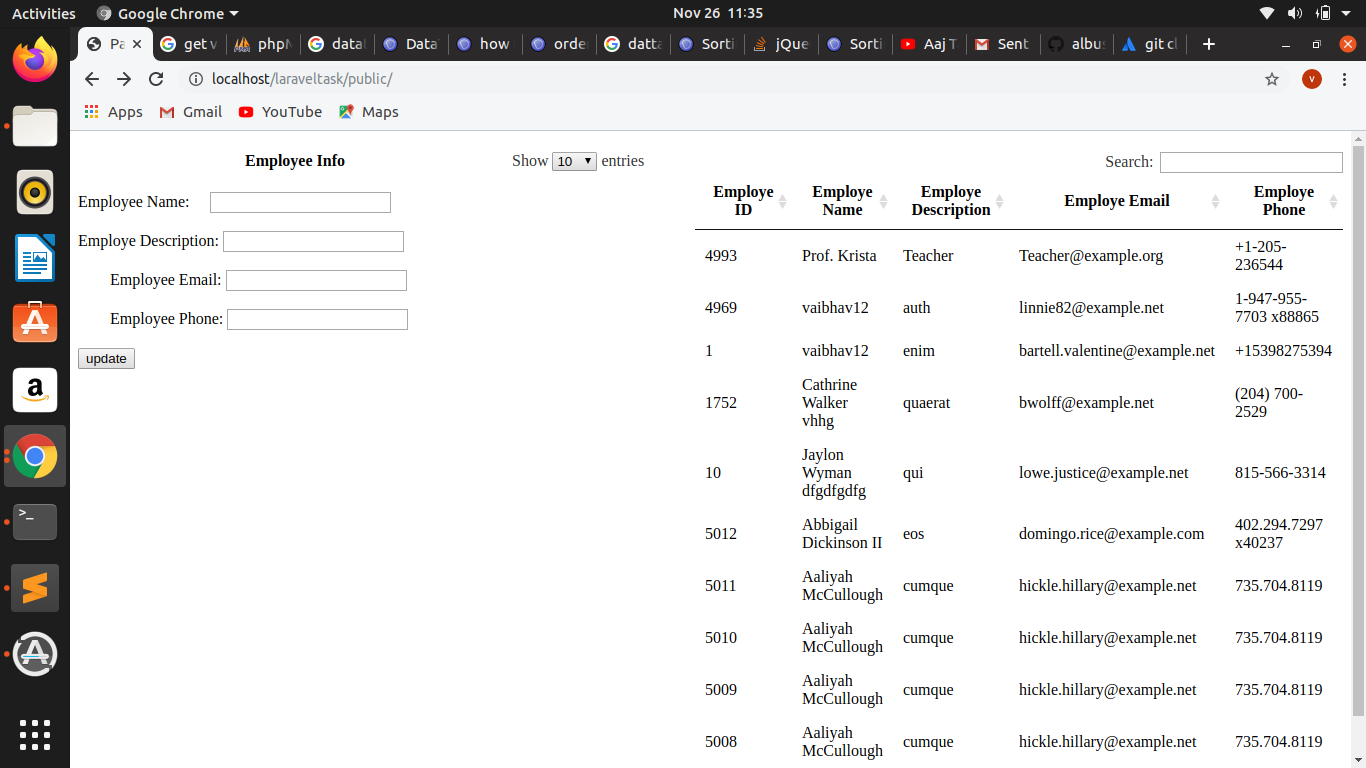 Activities Google Chrome Nov 26 11:35
Pa get v phpM datal Data how orde datta Sorti jQue Sorti Aaj T Sent albus git cl
localhost/laraveltask/public/
V
Apps Gmail YouTube Maps
Employee Info
Employee Name:
Employe Description:
Employee Email:
Employee Phone:
update
Show 10 entries
Search:
Employe ID Employe Name Employe Description Employe Email Employe Phone
4993 Prof. Krista Teacher Teacher@example.org +1-205-236544
4969 vaibhav12 auth linnie82@example.net 1-947-955-7703 x88865
1 vaibhav12 enim bartell.valentine@example.net +15398275394
1752 Cathrine Walker vhhg quaerat bwolff@example.net (204) 700-2529
10 Jaylon Wyman dfgdfgdfg qui lowe.justice@example.net 815-566-3314
5012 Abbigail Dickinson II eos domingo.rice@example.com 402.294.7297 x40237
5011 Aaliyah McCullough cumque hickle.hillary@example.net 735.704.8119
5010 Aaliyah McCullough cumque hickle.hillary@example.net 735.704.8119
5009 Aaliyah McCullough cumque hickle.hillary@example.net 735.704.8119
5008 Aaliyah McCullough cumque hickle.hillary@example.net 735.704.8119